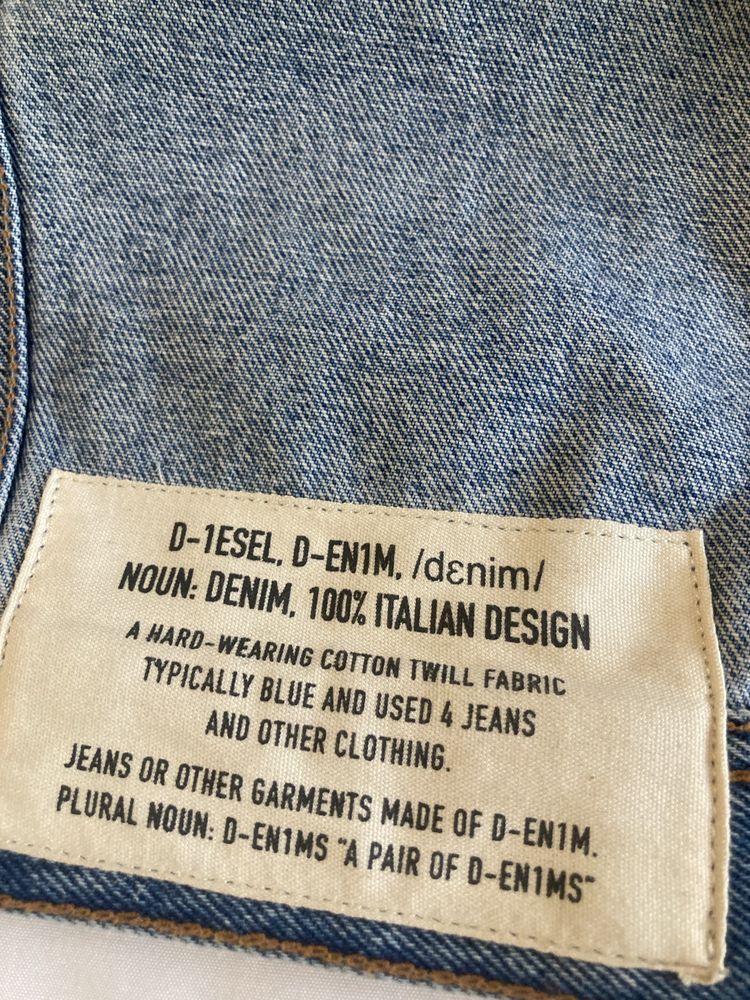 D-1ESEL, D-EN1M, /dɛnim/
NOUN: DENIM, 100% ITALIAN DESIGN
A HARD-WEARING COTTON TWILL FABRIC
TYPICALLY BLUE AND USED 4 JEANS
AND OTHER CLOTHING.
JEANS OR OTHER GARMENTS MADE OF D-EN1M.
PLURAL NOUN: D-EN1MS "A PAIR OF D-EN1MS"